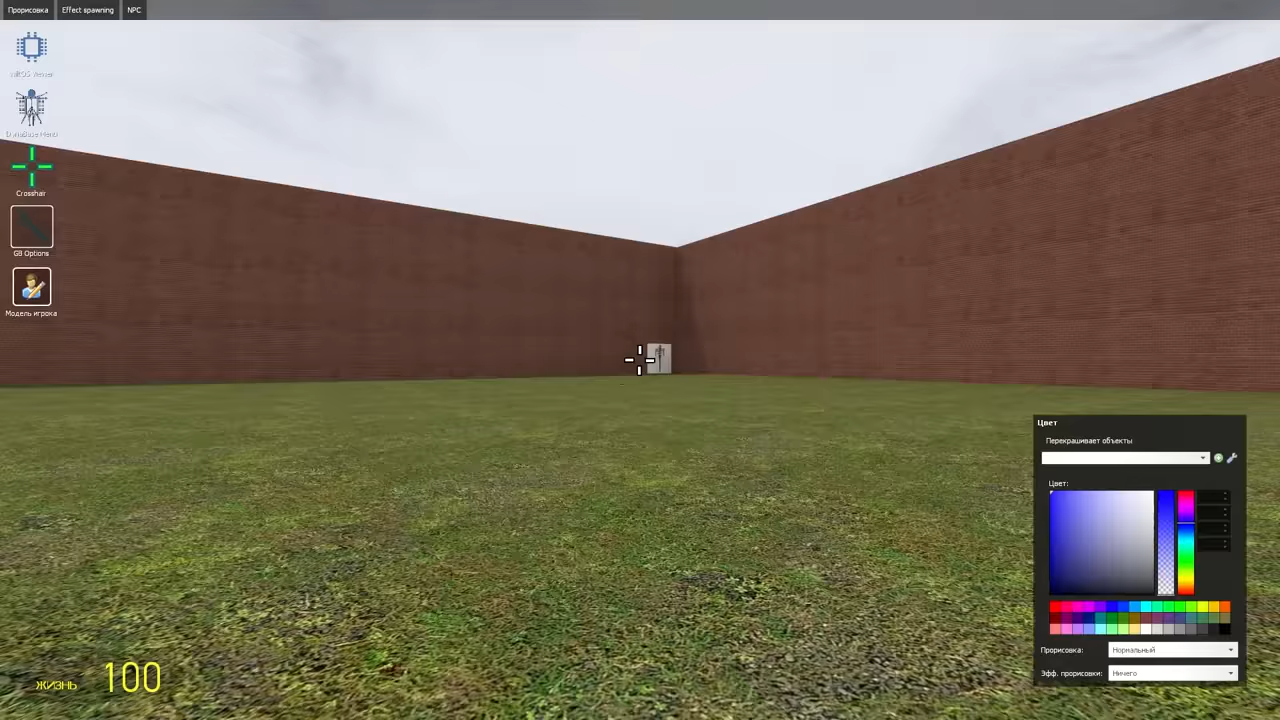 Прорисовка Effect spawning NPC
Crosshair
GB Options
Модель игрока
Цвет
Перекрашивает объекты
Цвет:
Прорисовка: Нормальный
Эфф. прорисовки: Ничего
жизнь 100